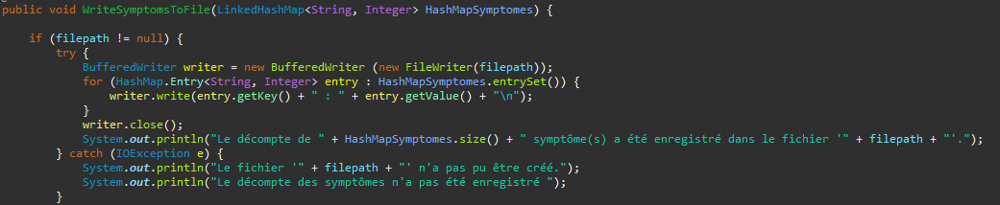 public void WriteSymptomsToFile(LinkedHashMap<String, Integer> HashMapSymptomes) {
if (filepath != null) {
try {
BufferedWriter writer = new BufferedWriter (new FileWriter(filepath));
for (HashMap.Entry<String, Integer> entry : HashMapSymptomes.entrySet()) {
writer.write(entry.getKey() + " : " + entry.getValue() + "\n");
}
writer.close();
System.out.println("Le décompte de " + HashMapSymptomes.size() + " symptôme(s) a été enregistré dans le fichier '" + filepath + "'.");
} catch (IOException e) {
System.out.println("Le fichier '" + filepath + "' n'a pas pu être créé.");
System.out.println("Le décompte des symptômes n'a pas été enregistré ");
}